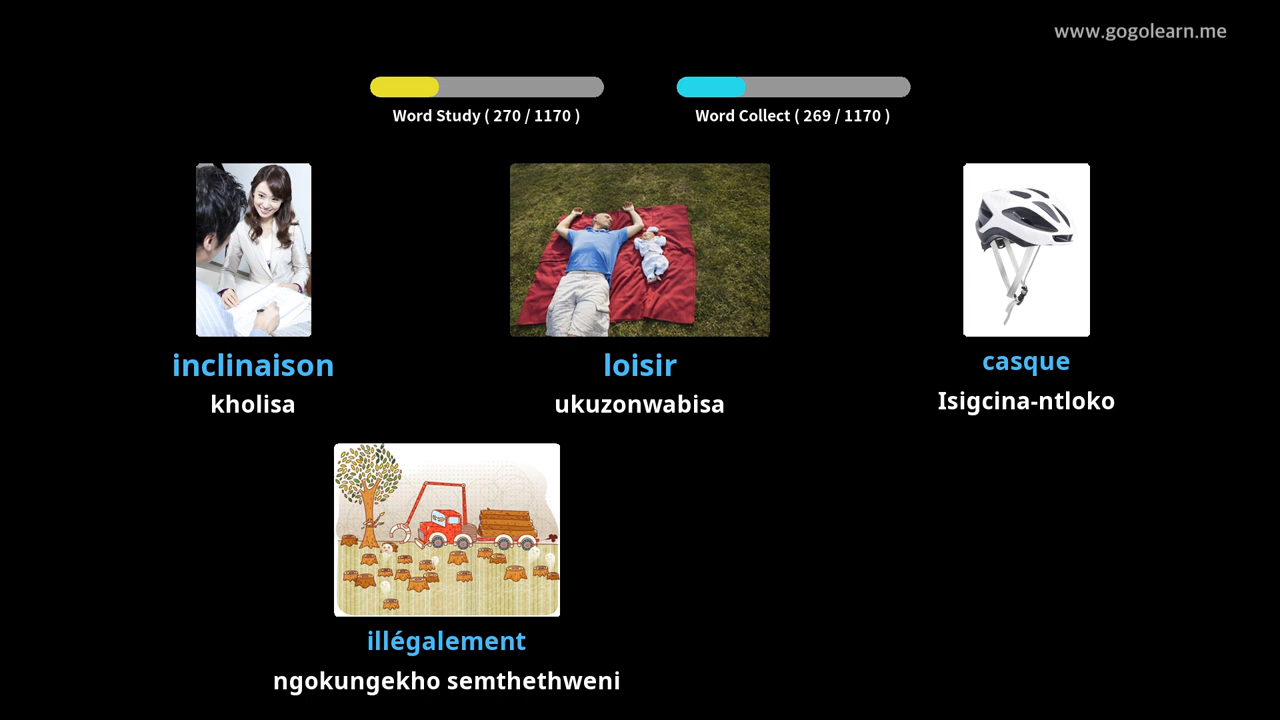 www.gogolearn.me
Word Study ( 270 / 1170 )
Word Collect ( 269 / 1170 )
inclinaison
kholisa
loisir
ukuzonwabisa
casque
Isigcina-ntloko
illégalement
ngokungekho semthethweni